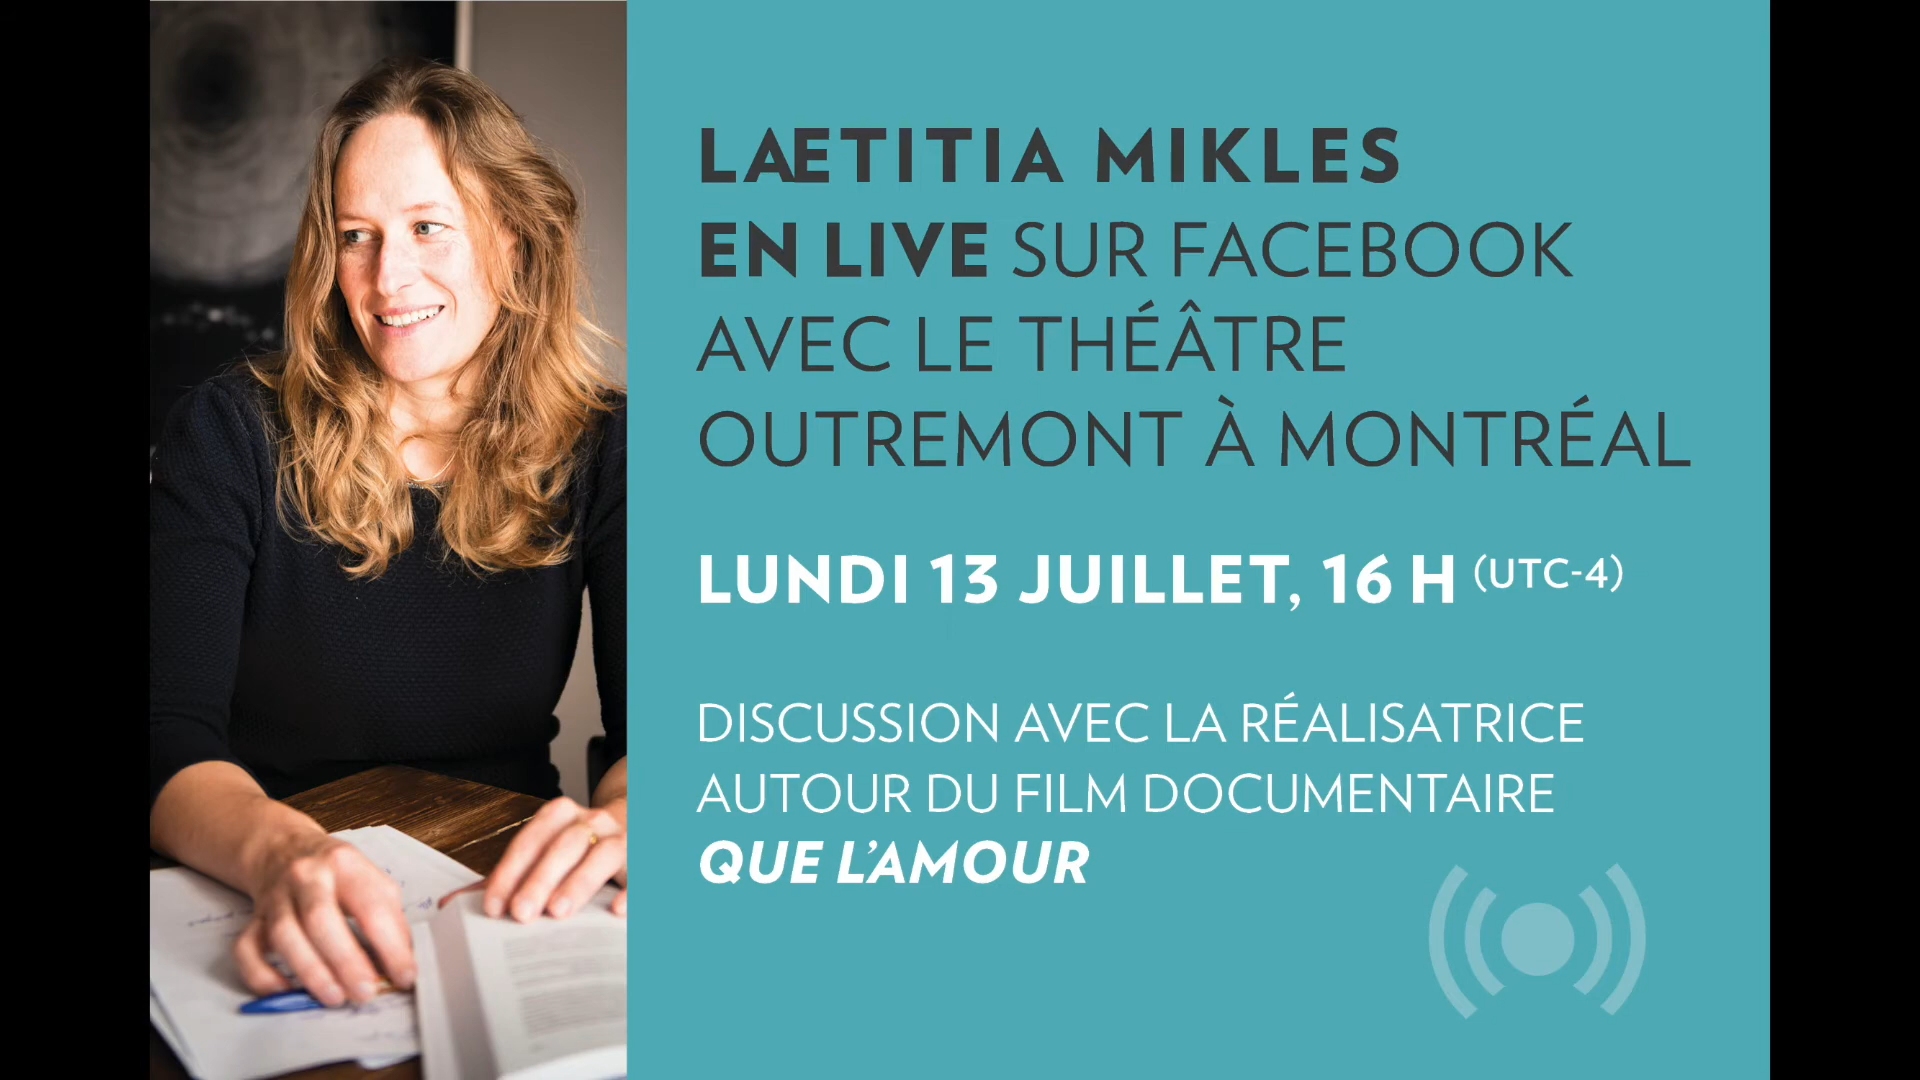 LÆTITIA MIKLES
EN LIVE SUR FACEBOOK
AVEC LE THÉÂTRE
OUTREMONT À MONTRÉAL
LUNDI 13 JUILLET, 16 H (UTC-4)
DISCUSSION AVEC LA RÉALISATRICE
AUTOUR DU FILM DOCUMENTAIRE
QUE L'AMOUR